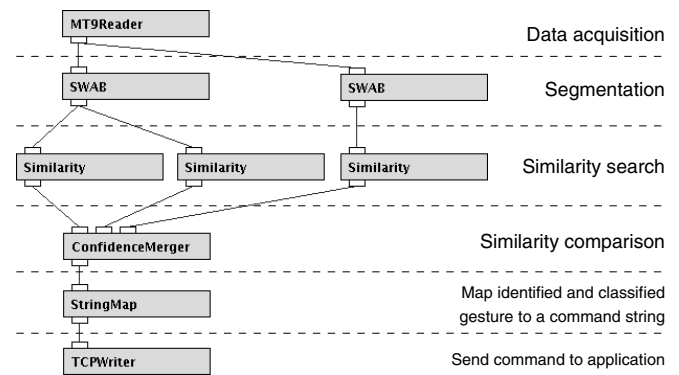 MT9Reader
Data acquisition
SWAB
SWAB
Segmentation
Similarity
Similarity
Similarity
Similarity search
ConfidenceMerger
Similarity comparison
StringMap
Map identified and classified
gesture to a command string
TCPWriter
Send command to application